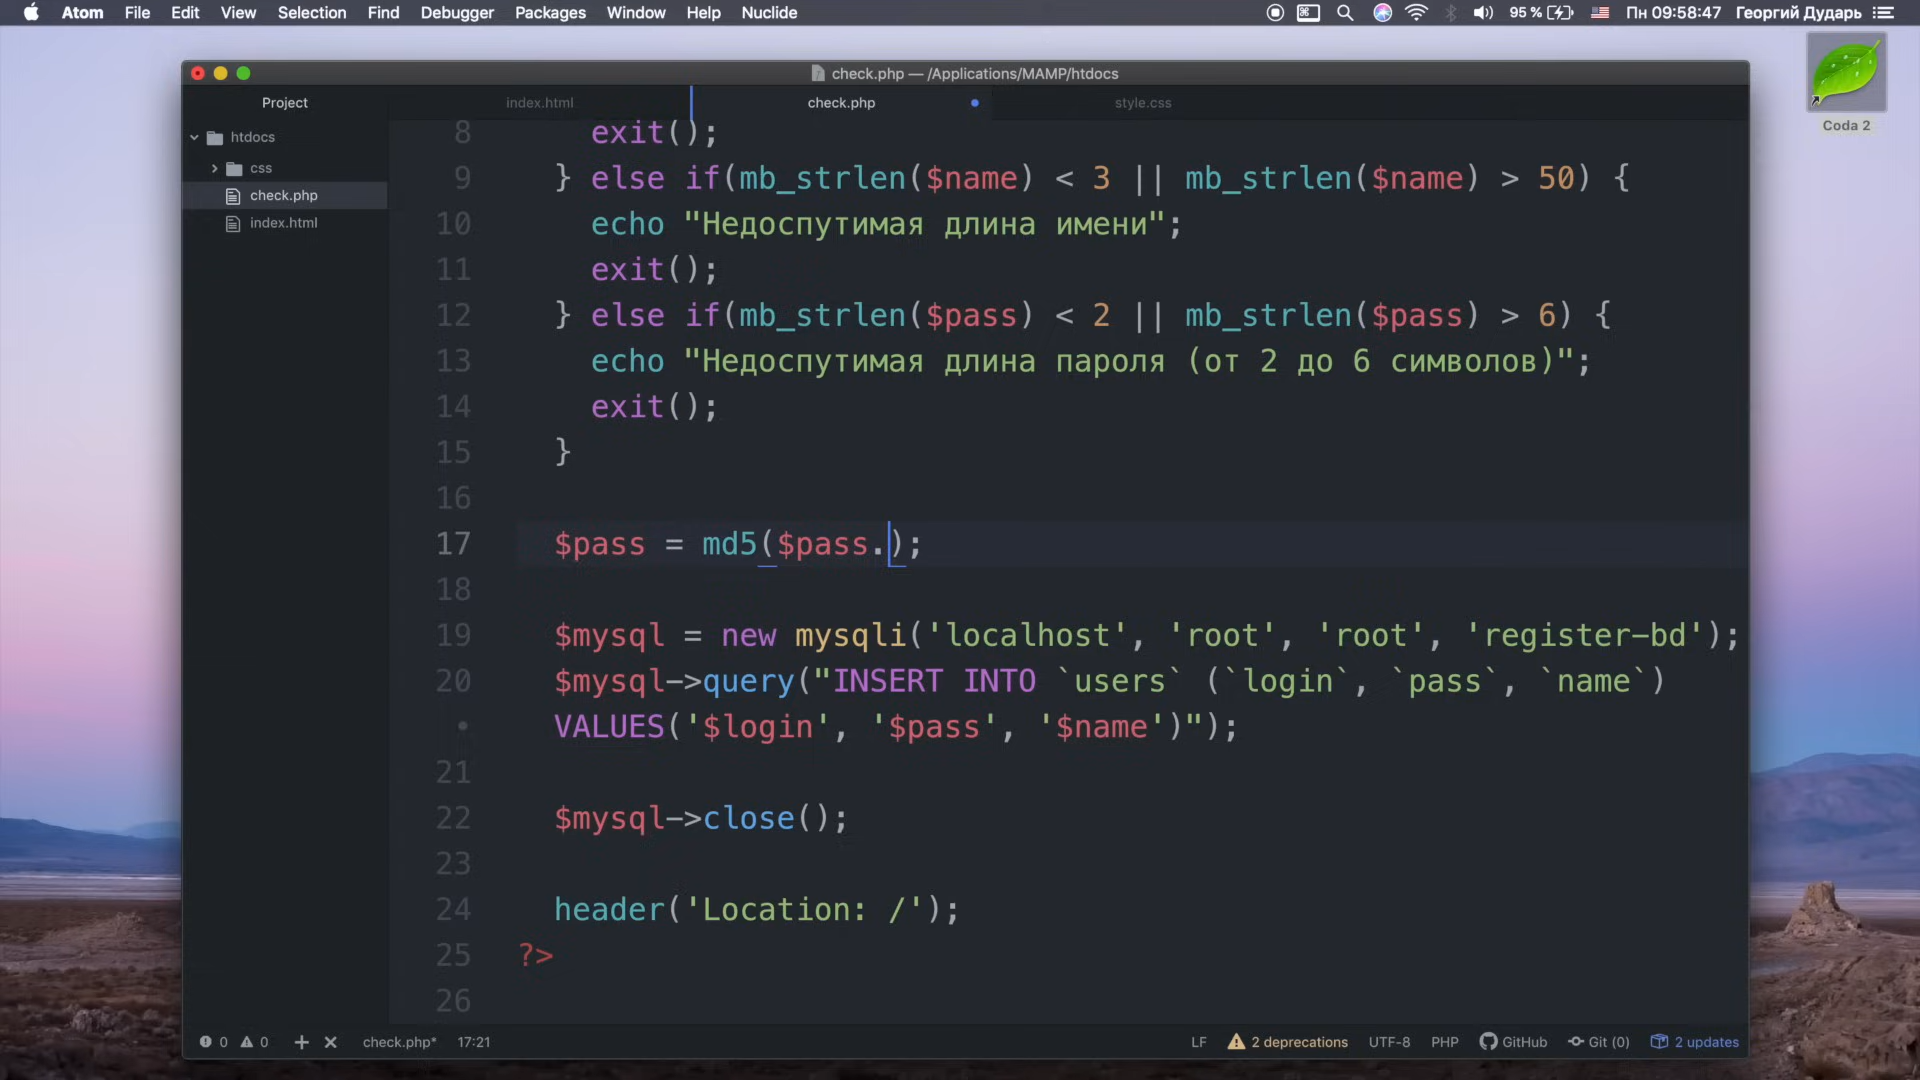 Atom File Edit View Selection Find Debugger Packages Window Help Nuclide 95 % Пн 09:58:47 Георгий Дударь
Coda 2
check.php — /Applications/MAMP/htdocs
Project index.html check.php style.css
htdocs
css
check.php
index.html
8 exit();
9 } else if(mb_strlen($name) < 3 || mb_strlen($name) > 50) {
10 echo "Недоспутимая длина имени";
11 exit();
12 } else if(mb_strlen($pass) < 2 || mb_strlen($pass) > 6) {
13 echo "Недоспутимая длина пароля (от 2 до 6 символов)";
14 exit();
15 }
16
17 $pass = md5($pass.);
18
19 $mysql = new mysqli('localhost', 'root', 'root', 'register-bd');
20 $mysql->query("INSERT INTO `users` (`login`, `pass`, `name`)
• VALUES('$login', '$pass', '$name')");
21
22 $mysql->close();
23
24 header('Location: /');
25 ?>
26
0 0 + × check.php* 17:21 LF 2 deprecations UTF-8 PHP GitHub Git (0) 2 updates